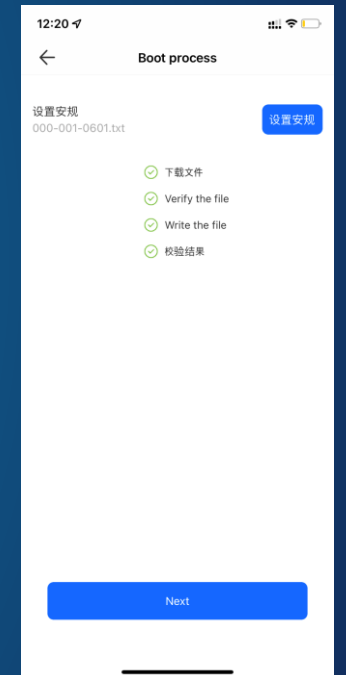 12:20
Boot process
设置安规
000-001-0601.txt
设置安规
下载文件
Verify the file
Write the file
校验结果
Next